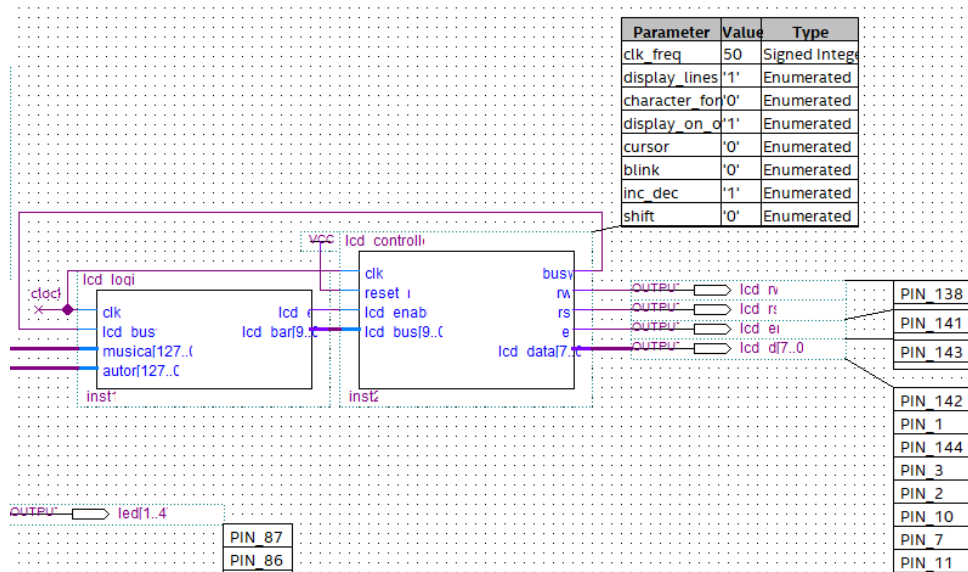 Parameter Value Type
clk_freq 50 Signed Intege
display_lines '1' Enumerated
character_fon '0' Enumerated
display_on_o '1' Enumerated
cursor '0' Enumerated
blink '0' Enumerated
inc_dec '1' Enumerated
shift '0' Enumerated
VCC lcd_controlle
lcd_logi
clock
clk
lcd_bus
musica[127..0
autor[127..0
lcd_e
lcd_bar[9..0
inst1
clk
reset_n
lcd_enab
lcd_bus[9..0
busy
rw
rs
e
lcd_data[7..0
inst2
OUTPUT lcd_rw
OUTPUT lcd_rs
OUTPUT lcd_en
OUTPUT lcd_d[7..0
PIN_138
PIN_141
PIN_143
PIN_142
PIN_1
PIN_144
PIN_3
PIN_2
PIN_10
PIN_7
PIN_11
OUTPUT led[1..4
PIN_87
PIN_86